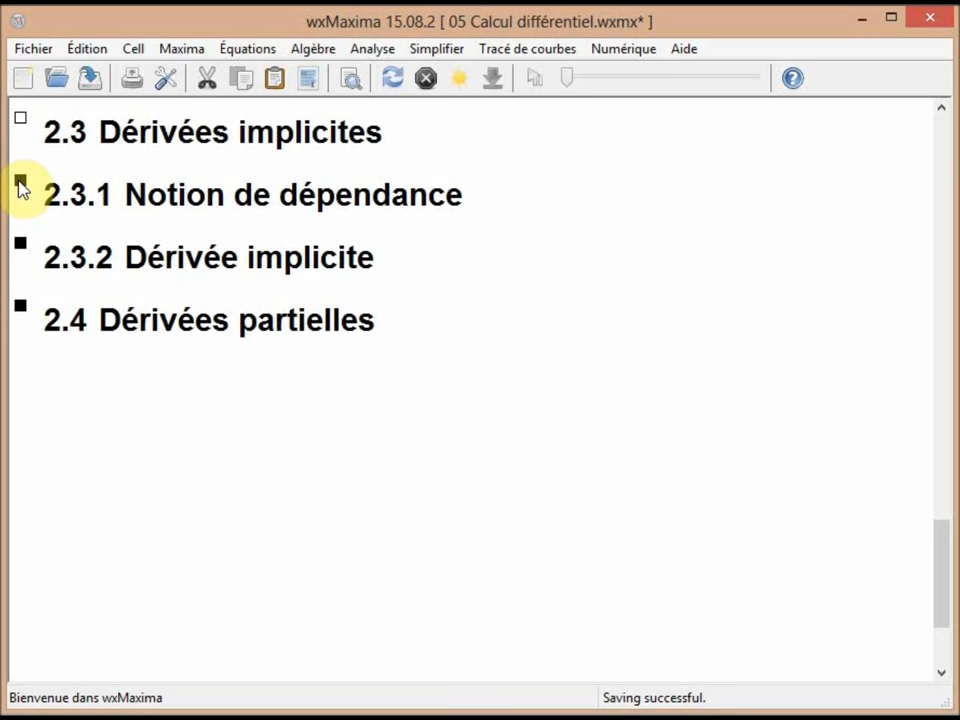 wxMaxima 15.08.2 [ 05 Calcul différentiel.wxmx* ]
Fichier Édition Cell Maxima Équations Algèbre Analyse Simplifier Tracé de courbes Numérique Aide
2.3 Dérivées implicites
2.3.1 Notion de dépendance
2.3.2 Dérivée implicite
2.4 Dérivées partielles
Bienvenue dans wxMaxima Saving successful.